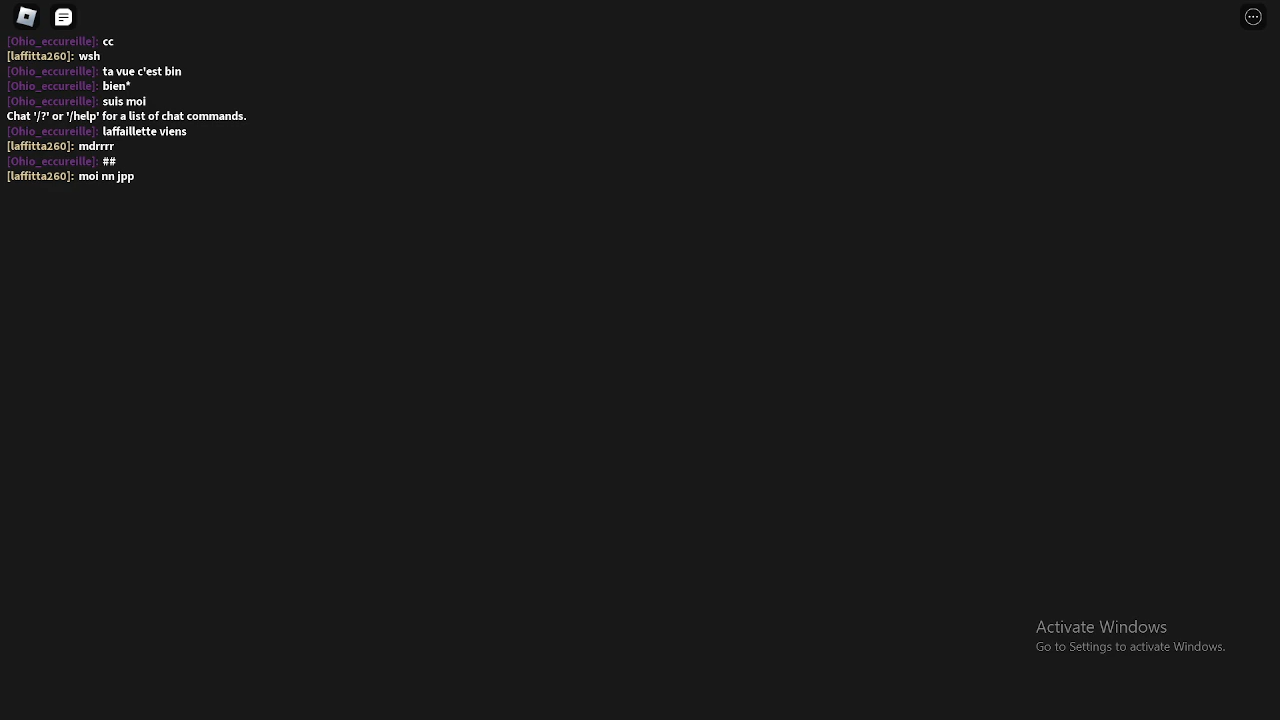 [Ohio_eccureille]: cc
[laffitta260]: wsh
[Ohio_eccureille]: ta vue c'est bin
[Ohio_eccureille]: bien*
[Ohio_eccureille]: suis moi
Chat '/?' or '/help' for a list of chat commands.
[Ohio_eccureille]: laffaillette viens
[laffitta260]: mdrrrr
[Ohio_eccureille]: ##
[laffitta260]: moi nn jpp
Activate Windows
Go to Settings to activate Windows.